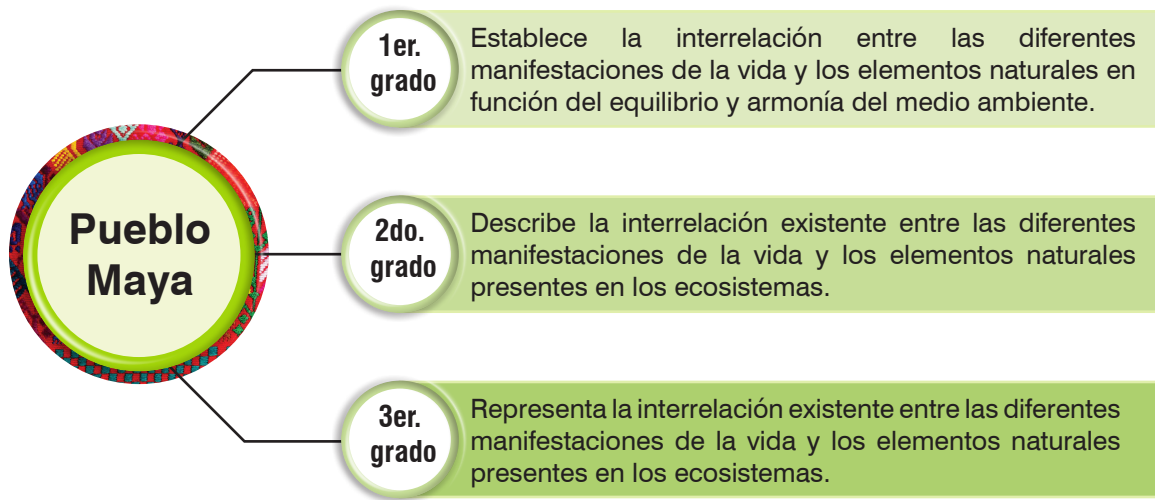 Pueblo
Maya
1er.
grado
Establece la interrelación entre las diferentes
manifestaciones de la vida y los elementos naturales en
función del equilibrio y armonía del medio ambiente.
2do.
grado
Describe la interrelación existente entre las diferentes
manifestaciones de la vida y los elementos naturales
presentes en los ecosistemas.
3er.
grado
Representa la interrelación existente entre las diferentes
manifestaciones de la vida y los elementos naturales
presentes en los ecosistemas.